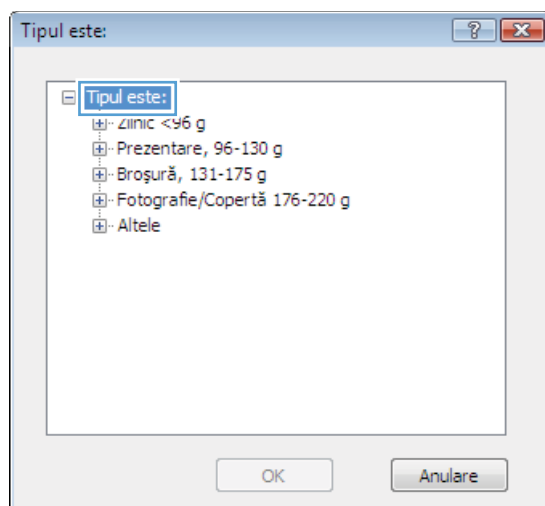 Tipul este:
Tipul este:
Zilnic <96 g
Prezentare, 96-130 g
Broşură, 131-175 g
Fotografie/Copertă 176-220 g
Altele
OK
Anulare